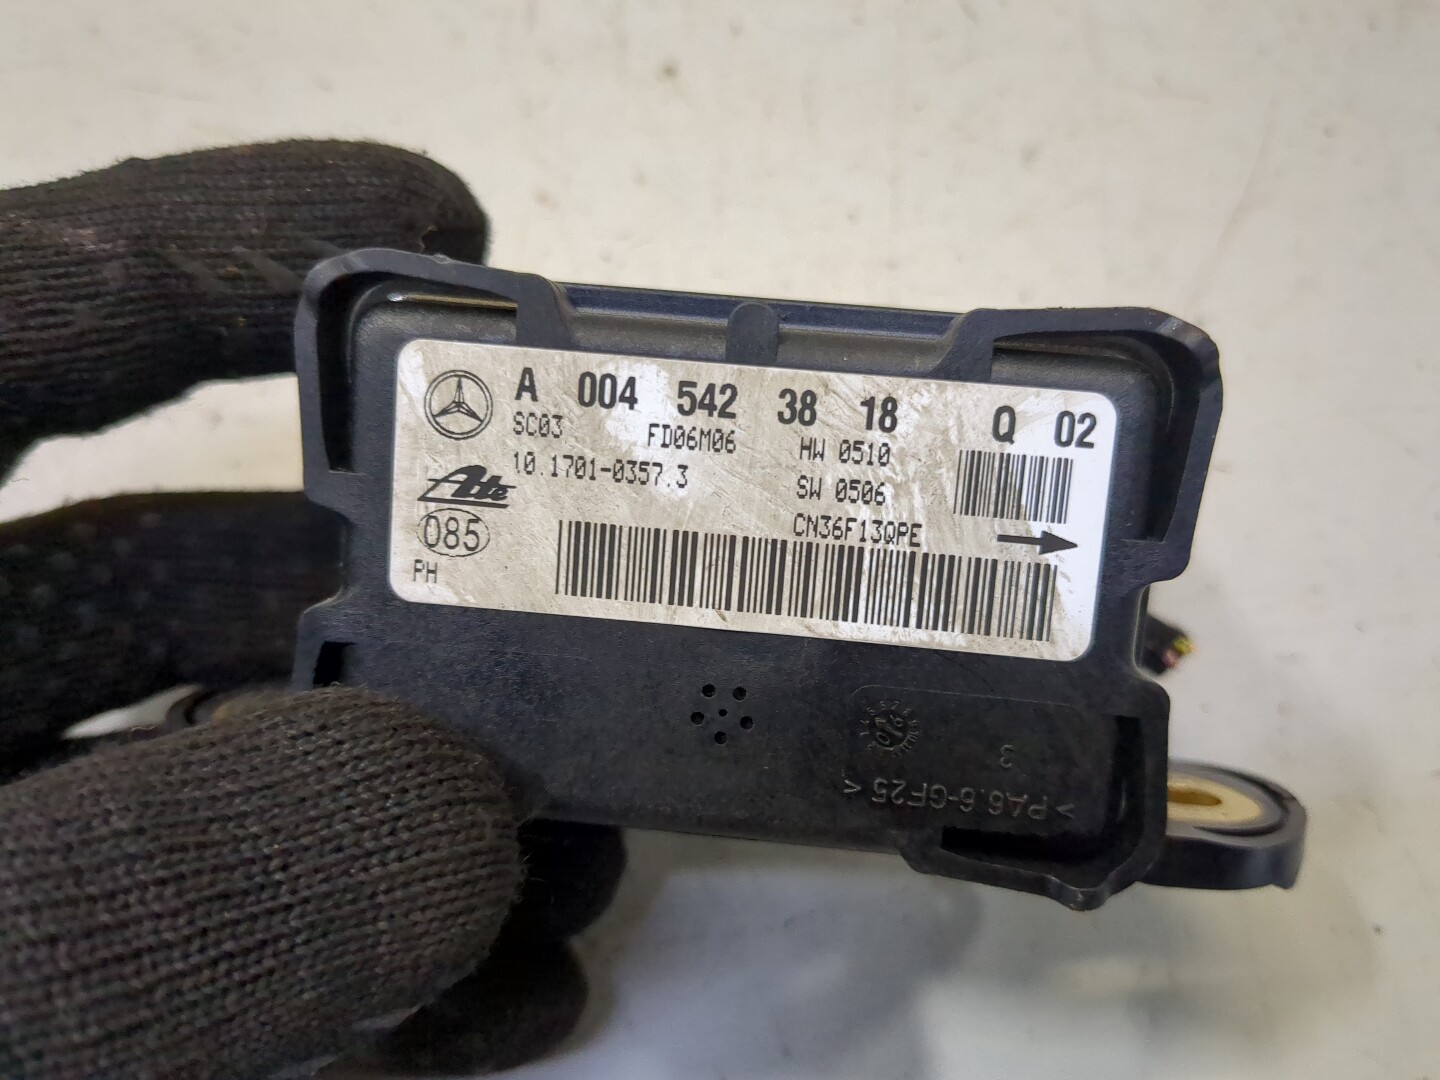 A 004 542 38 18 Q 02
SC03 FD06M06 HW 0510
10.1701-0357.3 SW 0506
Ate
CN36F13QPE
085
PH
3
>PA6.6-GF25<